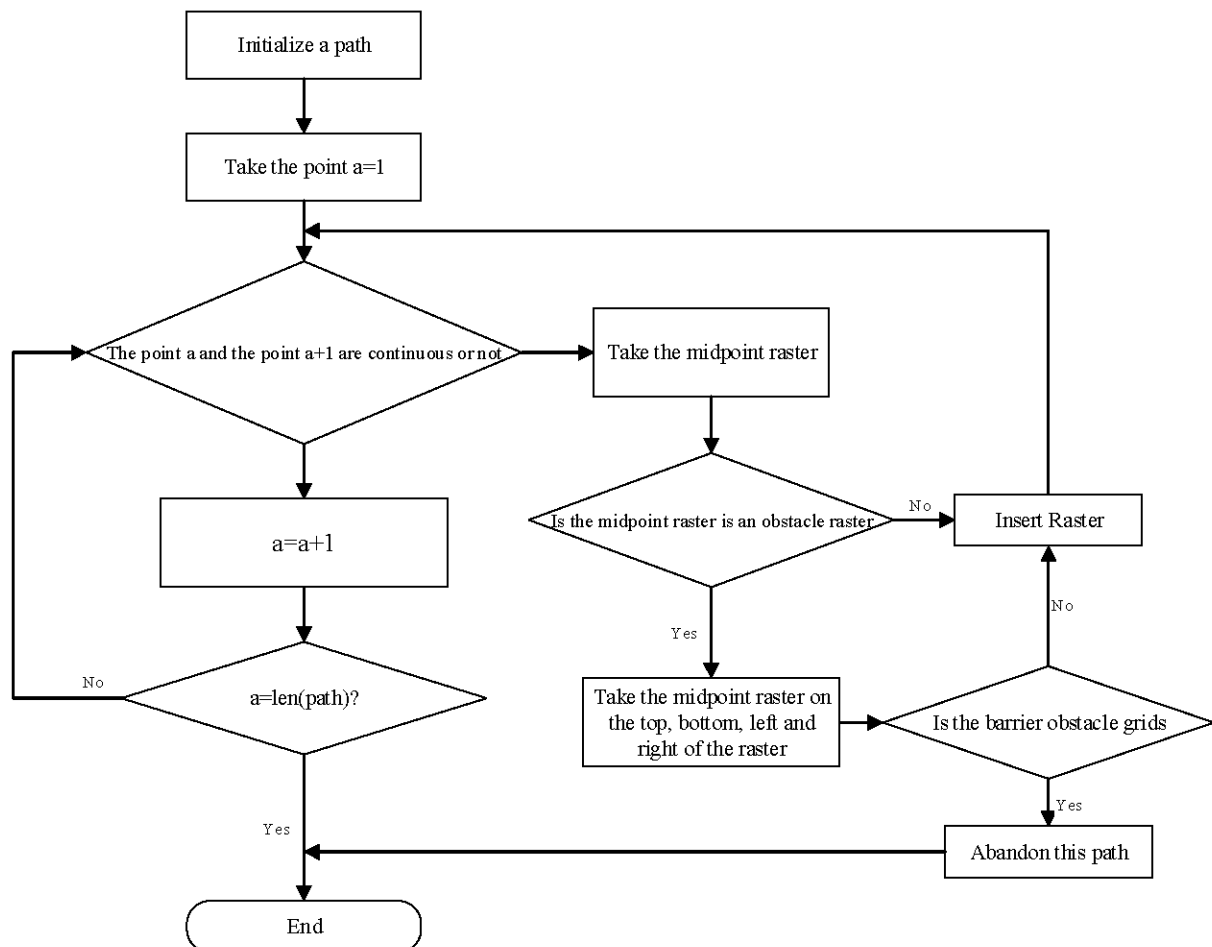 Initialize a path
Take the point a=1
The point a and the point a+1 are continuous or not
Take the midpoint raster
Is the midpoint raster is an obstacle raster
No
Insert Raster
a=a+1
No
Yes
No
a=len(path)?
Take the midpoint raster on
the top, bottom, left and
right of the raster
Is the barrier obstacle grids
Yes
Yes
Abandon this path
End